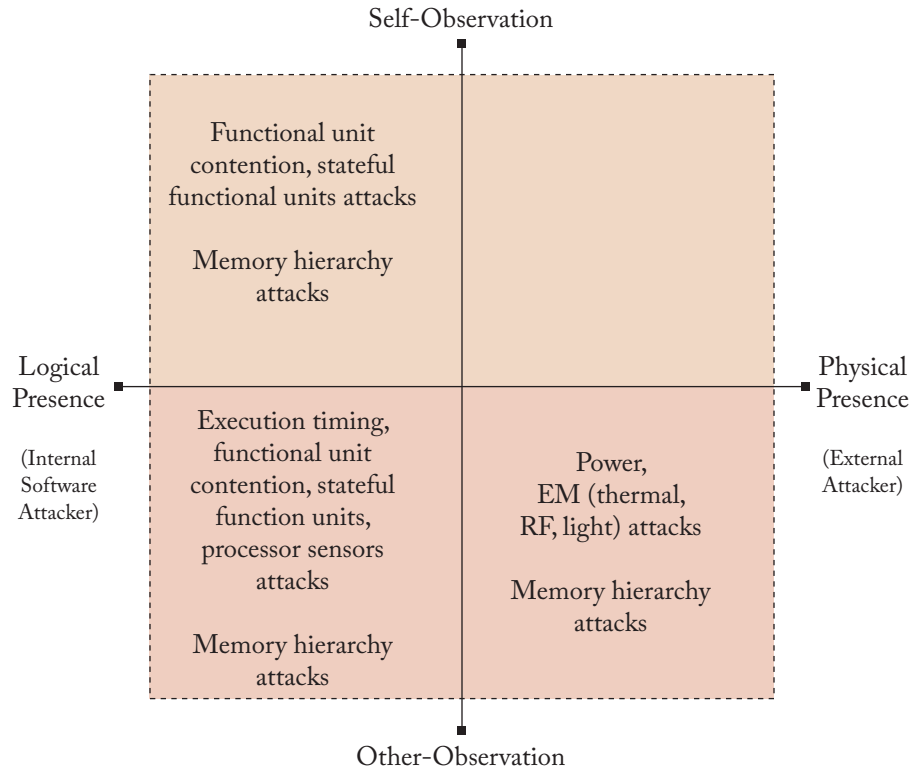 Self-Observation
Functional unit
contention, stateful
functional units attacks
Memory hierarchy
attacks
Logical
Presence
(Internal
Software
Attacker)
Physical
Presence
(External
Attacker)
Execution timing,
functional unit
contention, stateful
function units,
processor sensors
attacks
Memory hierarchy
attacks
Power,
EM (thermal,
RF, light) attacks
Memory hierarchy
attacks
Other-Observation